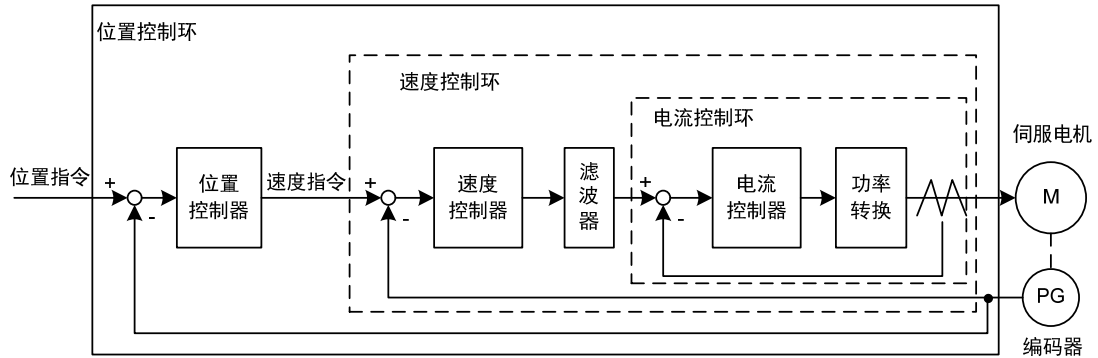 位置控制环
速度控制环
电流控制环
伺服电机
位置指令
+
-
位置
控制器
速度指令
+
-
速度
控制器
滤
波
器
+
-
电流
控制器
功率
转换
M
PG
编码器